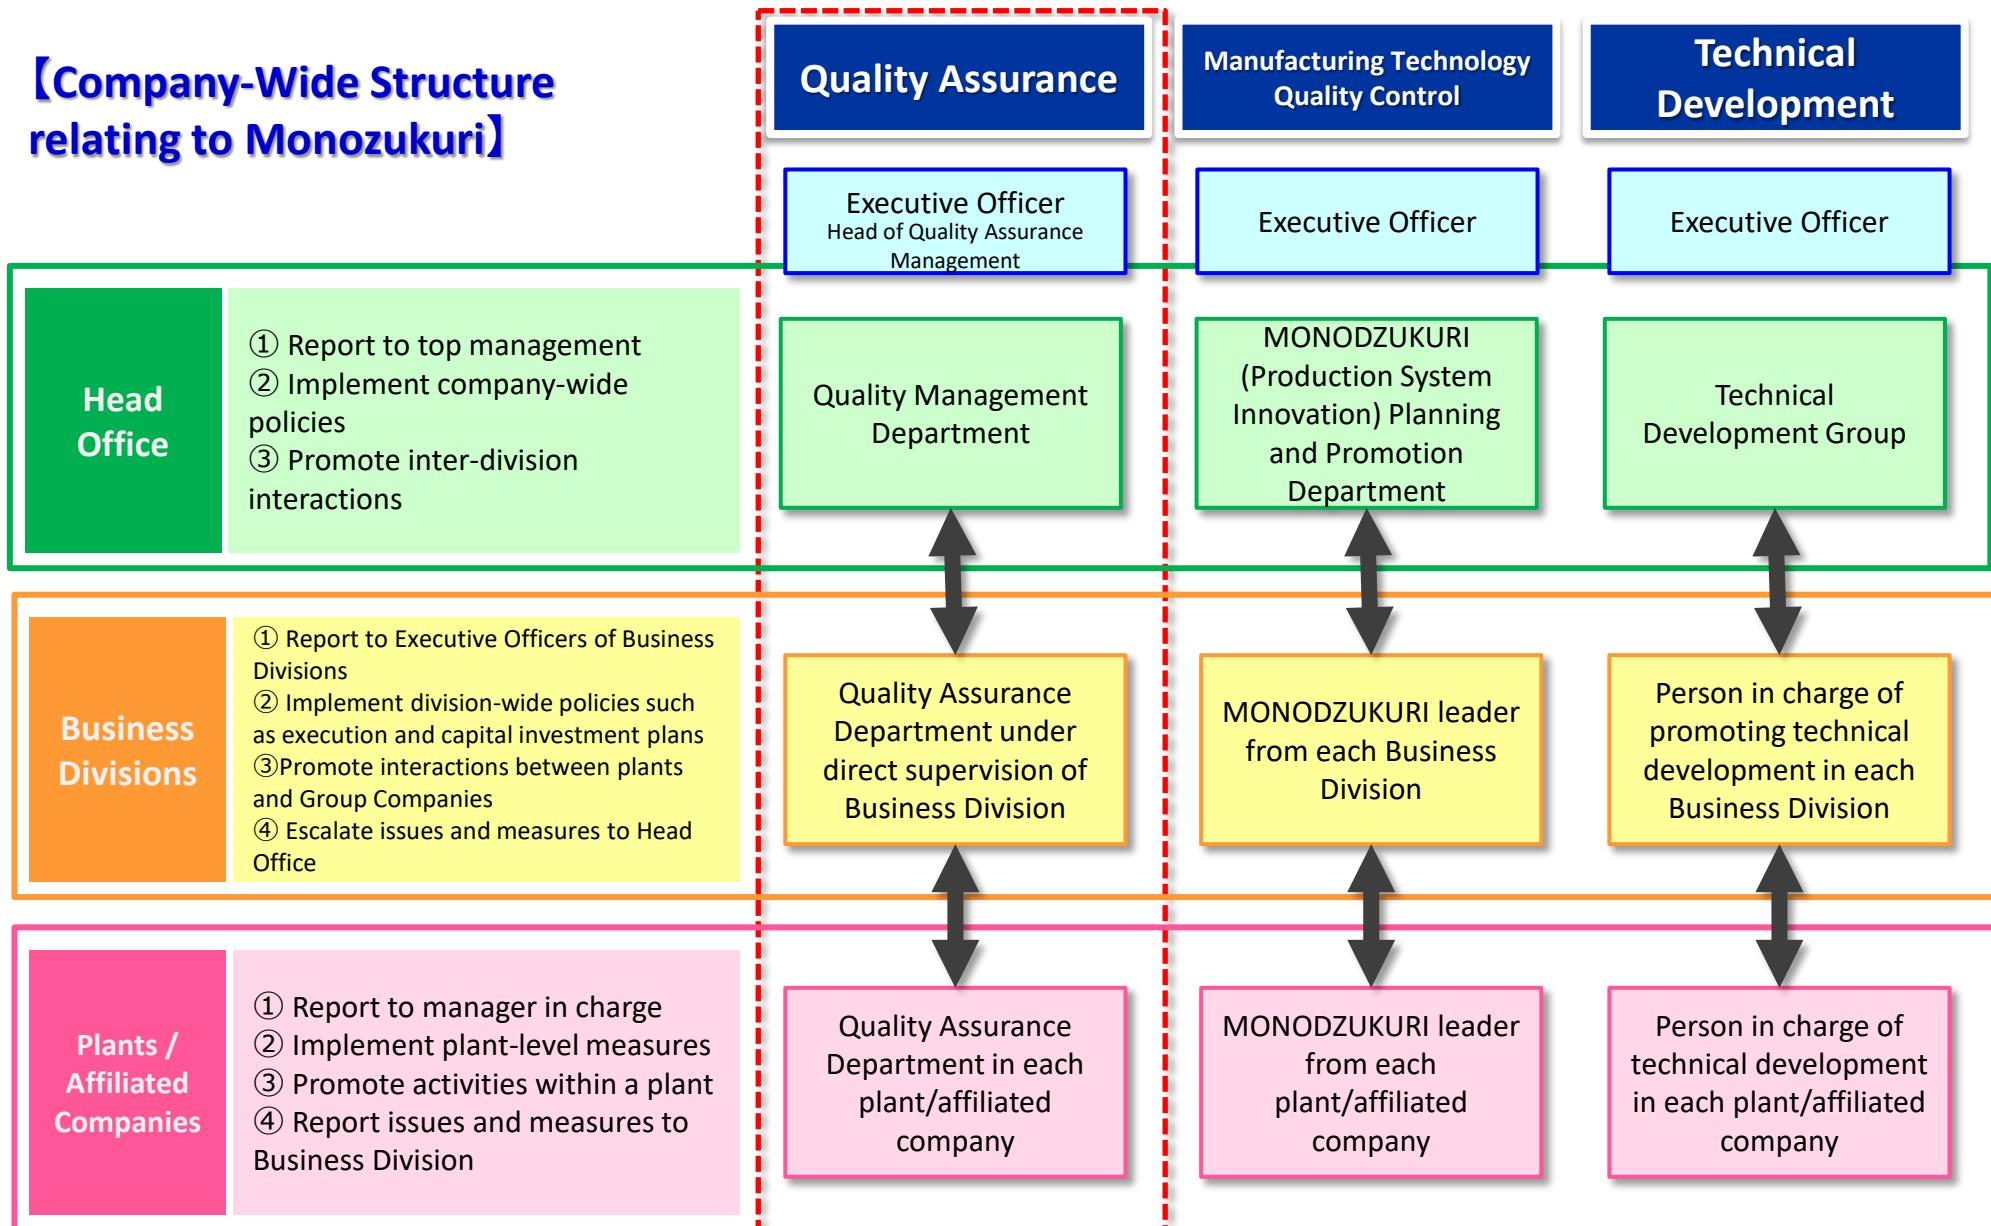 【Company-Wide Structure
relating to Monozukuri】
Quality Assurance
Manufacturing Technology
Quality Control
Technical
Development
Executive Officer
Head of Quality Assurance
Management
Executive Officer
Executive Officer
Head
Office
① Report to top management
② Implement company-wide
policies
③ Promote inter-division
interactions
Quality Management
Department
MONODZUKURI
(Production System
Innovation) Planning
and Promotion
Department
Technical
Development Group
Business
Divisions
① Report to Executive Officers of Business
Divisions
② Implement division-wide policies such
as execution and capital investment plans
③Promote interactions between plants
and Group Companies
④ Escalate issues and measures to Head
Office
Quality Assurance
Department under
direct supervision of
Business Division
MONODZUKURI leader
from each Business
Division
Person in charge of
promoting technical
development in each
Business Division
Plants /
Affiliated
Companies
① Report to manager in charge
② Implement plant-level measures
③ Promote activities within a plant
④ Report issues and measures to
Business Division
Quality Assurance
Department in each
plant/affiliated
company
MONODZUKURI leader
from each
plant/affiliated
company
Person in charge of
technical development
in each plant/affiliated
company